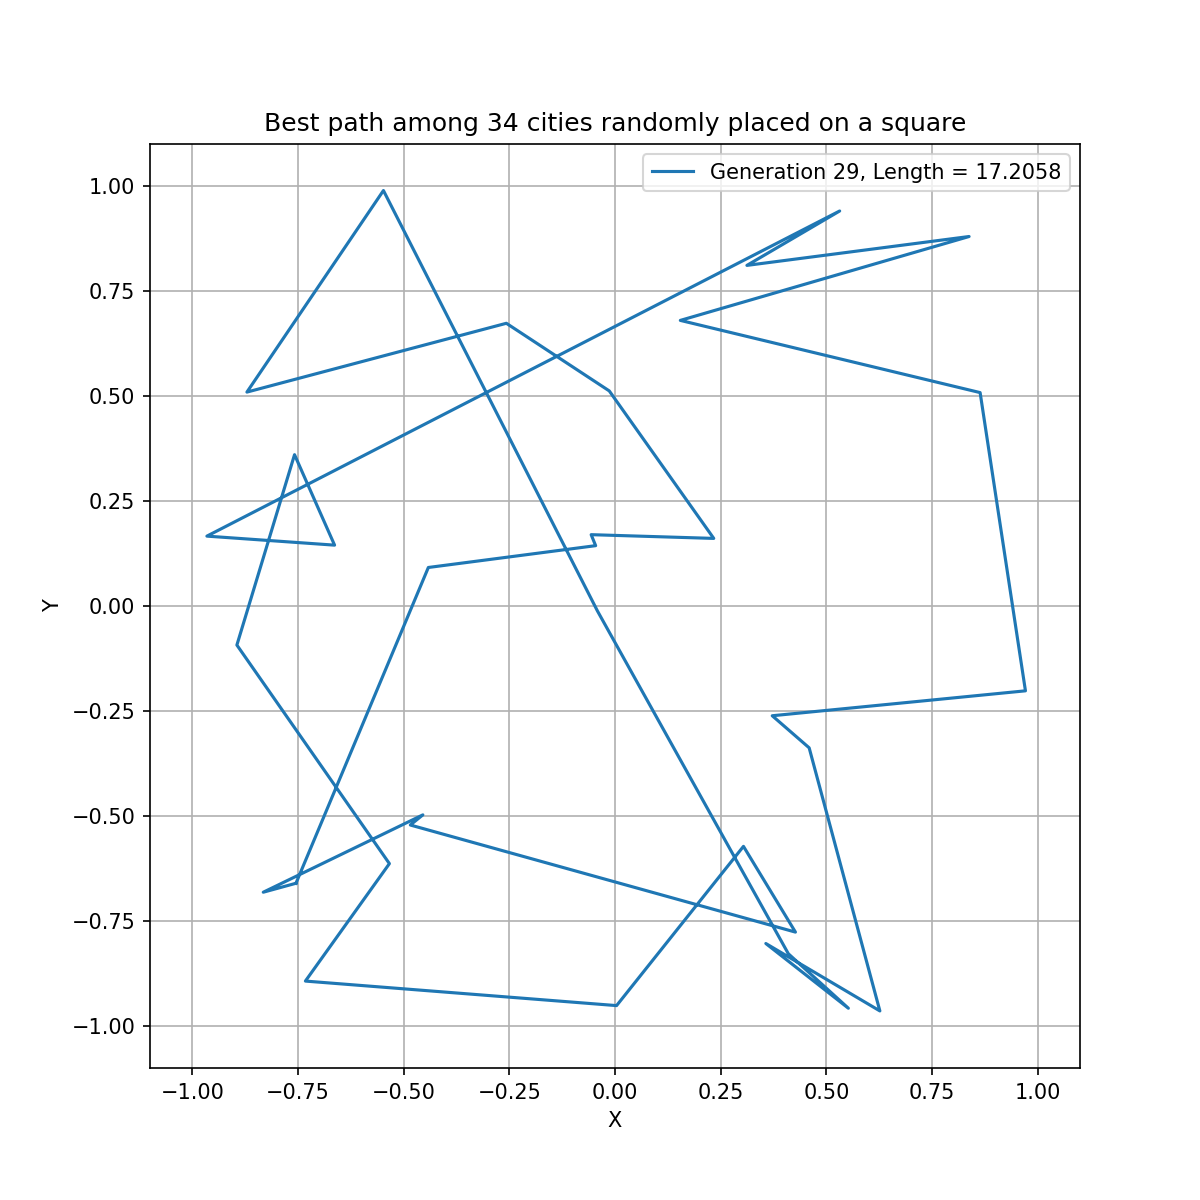 Best path among 34 cities randomly placed on a square
Generation 29, Length = 17.2058
1.00
0.75
0.50
0.25
0.00
−0.25
−0.50
−0.75
−1.00
Y
−1.00 −0.75 −0.50 −0.25 0.00 0.25 0.50 0.75 1.00
X